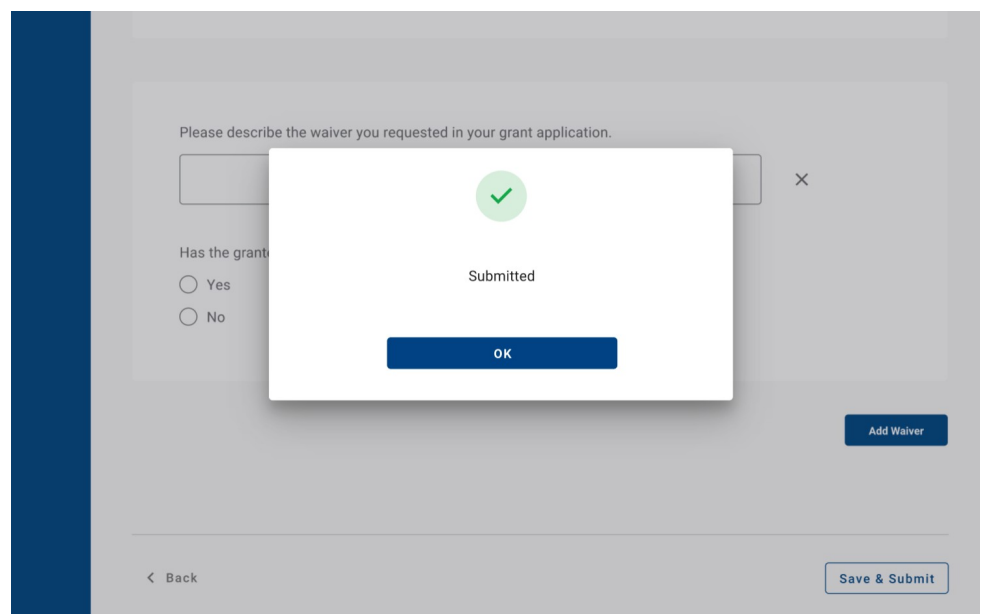 Please describe the waiver you requested in your grant application.
Has the
Submitted
Yes
No
OK
Add Waiver
Back
Save & Submit